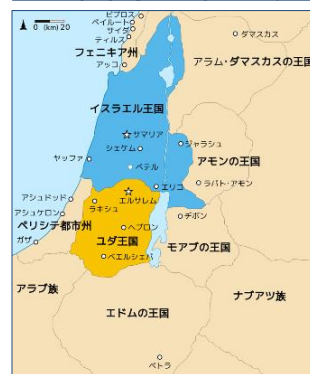 0 (km) 20
ビブロス
ベイルート
サイダ
ティルス
フェニキア州
アッコ
ダマスカス
アラム・ダマスカスの王国
イスラエル王国
サマリア
シェケム
ジャラシュ
アモンの王国
ヤッファ
ベテル
エリコ
ラバト・アモン
アシュドッド
アシュケロン
ラキシュ
エルサレム
ペリシテ都市州
ヂボン
ガザ
ユダ王国
ヘブロン
モアブの王国
ベエルシェバ
アラブ族
ナブアツ族
エドムの王国
ペトラ